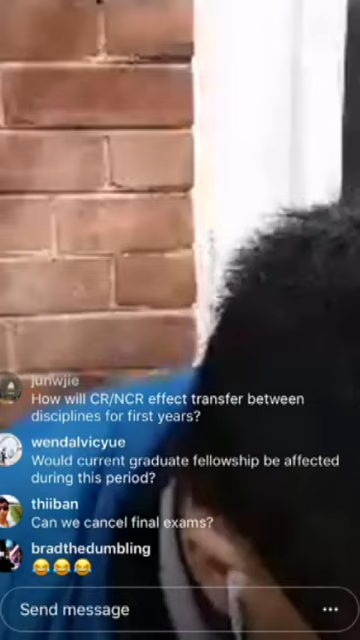 junwjie
How will CR/NCR effect transfer between
disciplines for first years?
wendalvicyue
Would current graduate fellowship be affected
during this period?
thiiban
Can we cancel final exams?
bradthedumbling
😂😂😂
Send message